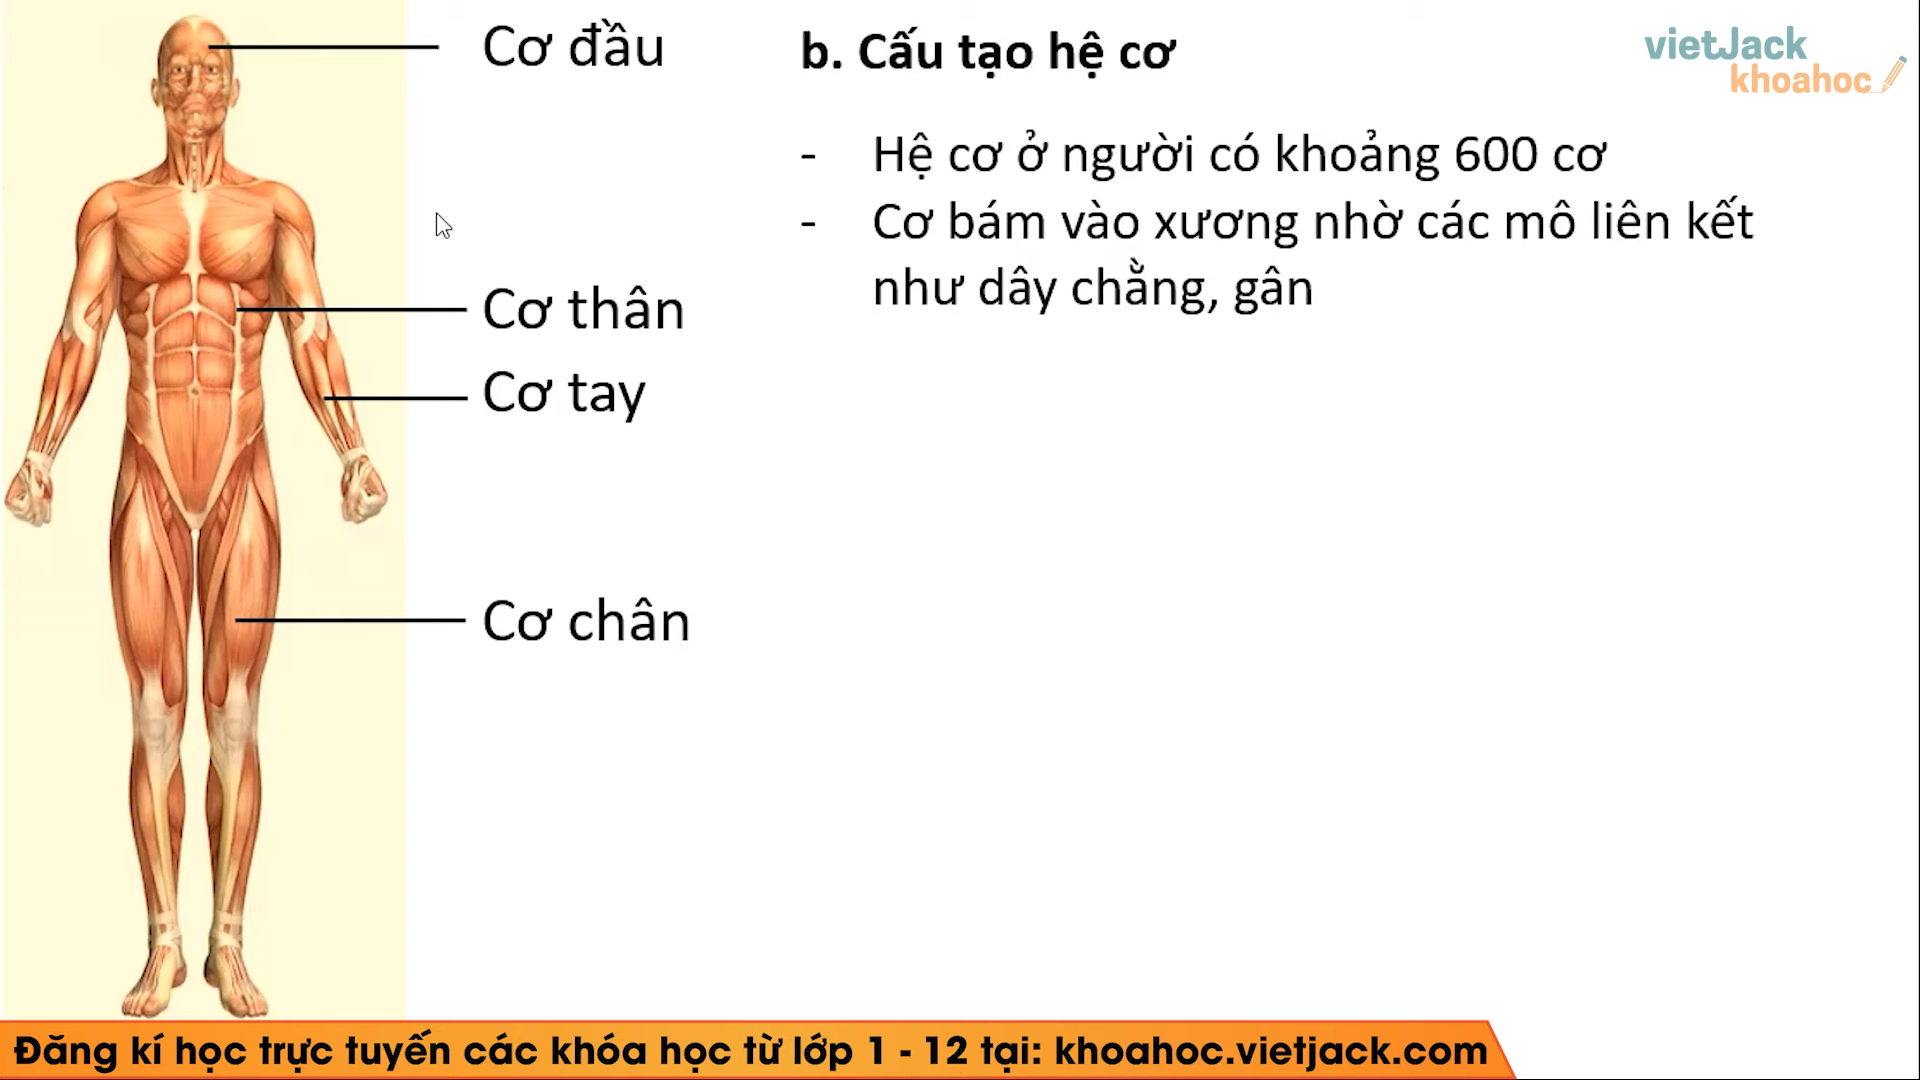 Cơ đầu
Cơ thân
Cơ tay
Cơ chân
b. Cấu tạo hệ cơ
- Hệ cơ ở người có khoảng 600 cơ
- Cơ bám vào xương nhờ các mô liên kết
như dây chằng, gân
vietJack
khoahoc
Đăng kí học trực tuyến các khóa học từ lớp 1 - 12 tại: khoahoc.vietjack.com